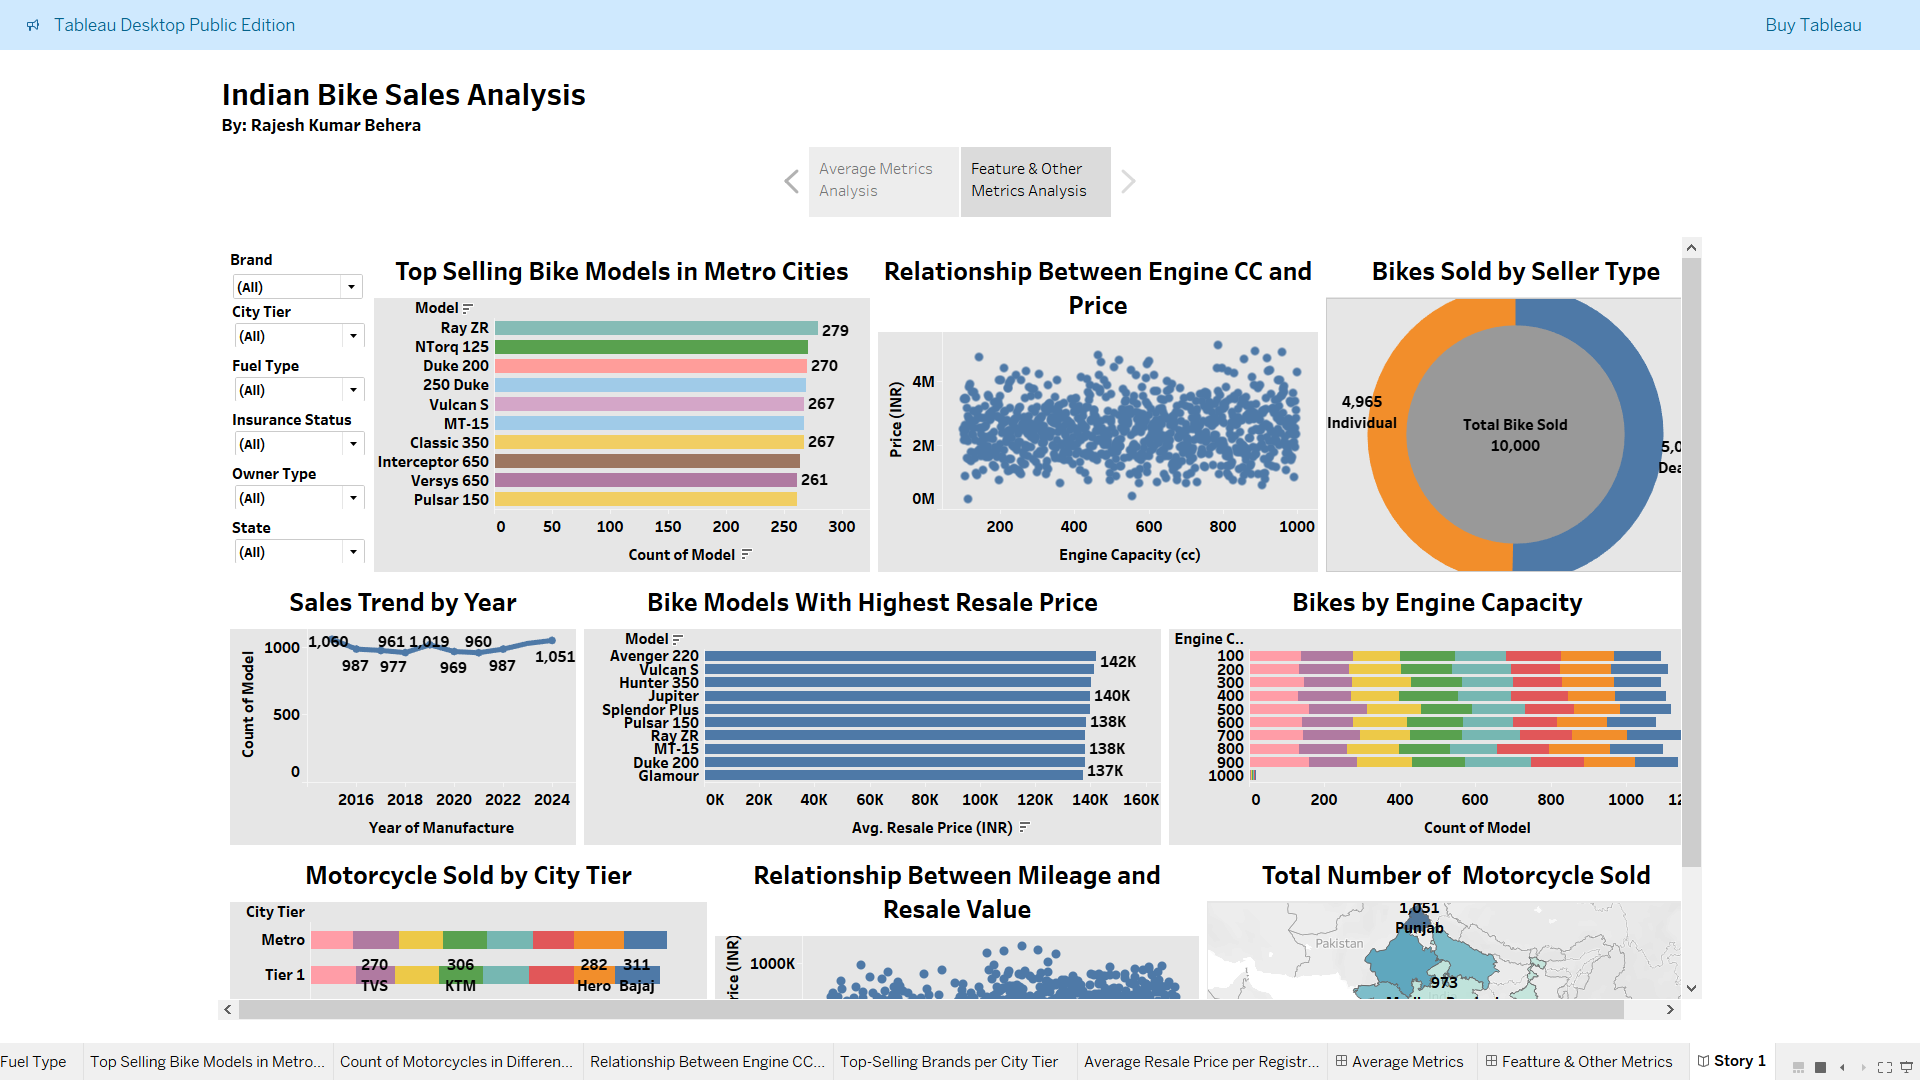 Tableau Desktop Public Edition
Buy Tableau
Indian Bike Sales Analysis
By: Rajesh Kumar Behera
Average Metrics
Analysis
Feature & Other
Metrics Analysis
Brand
(All)
City Tier
(All)
Fuel Type
(All)
Insurance Status
(All)
Owner Type
(All)
State
(All)
Top Selling Bike Models in Metro Cities
Model
Ray ZR
279
NTorq 125
Duke 200
270
250 Duke
Vulcan S
267
MT-15
Classic 350
267
Interceptor 650
Versys 650
261
Pulsar 150
0 50 100 150 200 250 300
Count of Model
Relationship Between Engine CC and
Price
Price (INR)
4M
2M
0M
200 400 600 800 1000
Engine Capacity (cc)
Bikes Sold by Seller Type
4,965
Individual
Total Bike Sold
10,000
5,0
Dea
Sales Trend by Year
Count of Model
1000
500
0
1,060 961 1,019 960
987 977 969 987 1,051
2016 2018 2020 2022 2024
Year of Manufacture
Bike Models With Highest Resale Price
Model
Avenger 220
142K
Vulcan S
Hunter 350
Jupiter
140K
Splendor Plus
Pulsar 150
138K
Ray ZR
MT-15
138K
Duke 200
Glamour
137K
0K 20K 40K 60K 80K 100K 120K 140K 160K
Avg. Resale Price (INR)
Bikes by Engine Capacity
Engine C..
100
200
300
400
500
600
700
800
900
1000
0 200 400 600 800 1000 12
Count of Model
Motorcycle Sold by City Tier
City Tier
Metro
Tier 1
270 306 282 311
TVS KTM Hero Bajaj
Relationship Between Mileage and
Resale Value
rice (INR)
1000K
Total Number of Motorcycle Sold
1,051
Punjab
Pakistan
973
Fuel Type
Top Selling Bike Models in Metro...
Count of Motorcycles in Differen...
Relationship Between Engine CC...
Top-Selling Brands per City Tier
Average Resale Price per Registr...
Average Metrics
Featture & Other Metrics
Story 1